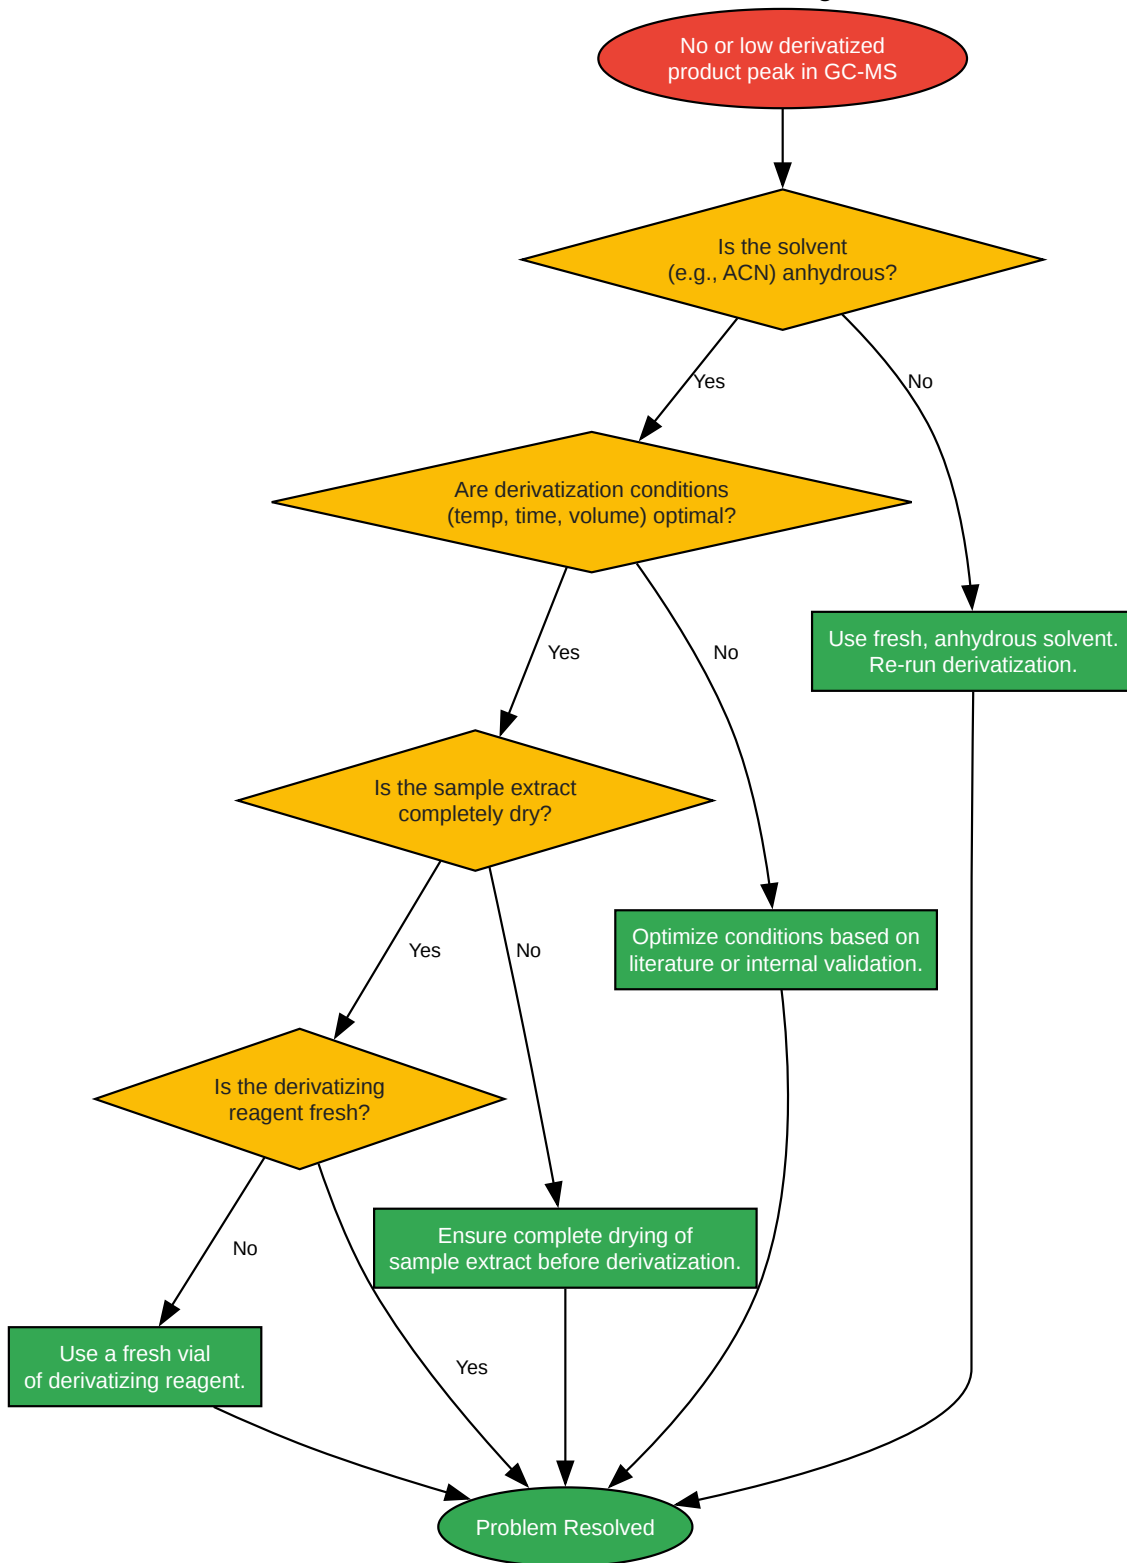 No or low derivatized
product peak in GC-MS
Is the solvent
(e.g., ACN) anhydrous?
Yes
No
Are derivatization conditions
(temp, time, volume) optimal?
Use fresh, anhydrous solvent.
Re-run derivatization.
Yes
No
Is the sample extract
completely dry?
Optimize conditions based on
literature or internal validation.
Yes
No
Is the derivatizing
reagent fresh?
Ensure complete drying of
sample extract before derivatization.
No
Use a fresh vial
of derivatizing reagent.
Yes
Problem Resolved